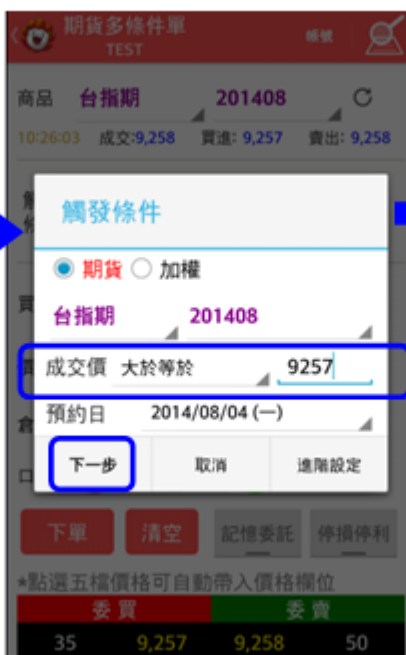 期貨多條件單 帳號
TEST
商品 台指期 201408
10:26:03 成交:9,258 買進: 9,257 賣出: 9,258
觸發條件
期貨 加權
台指期 201408
成交價 大於等於 9257
預約日 2014/08/04 (一)
下一步 取消 進階設定
下單 清空 記憶委託 停損停利
*點選五檔價格可自動帶入價格欄位
委買 委賣
35 9,257 9,258 50